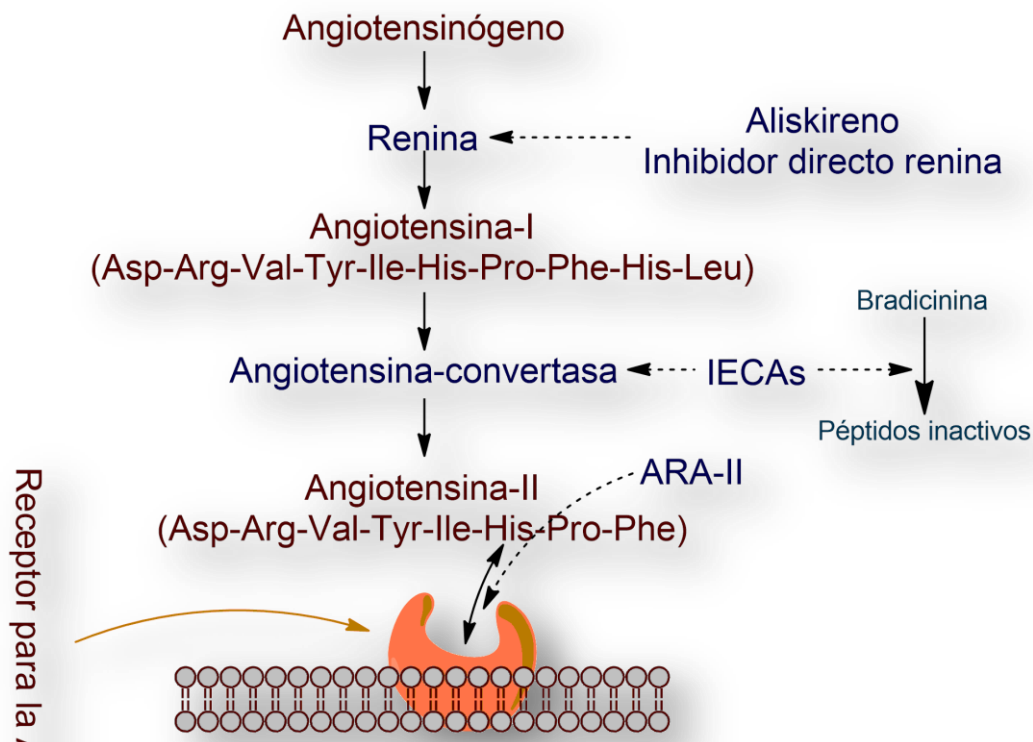 Angiotensinógeno
Renina
Aliskireno
Inhibidor directo renina
Angiotensina-I
(Asp-Arg-Val-Tyr-Ile-His-Pro-Phe-His-Leu)
Bradicinina
Angiotensina-convertasa
IECAs
Péptidos inactivos
ARA-II
Angiotensina-II
(Asp-Arg-Val-Tyr-Ile-His-Pro-Phe)
Receptor para la